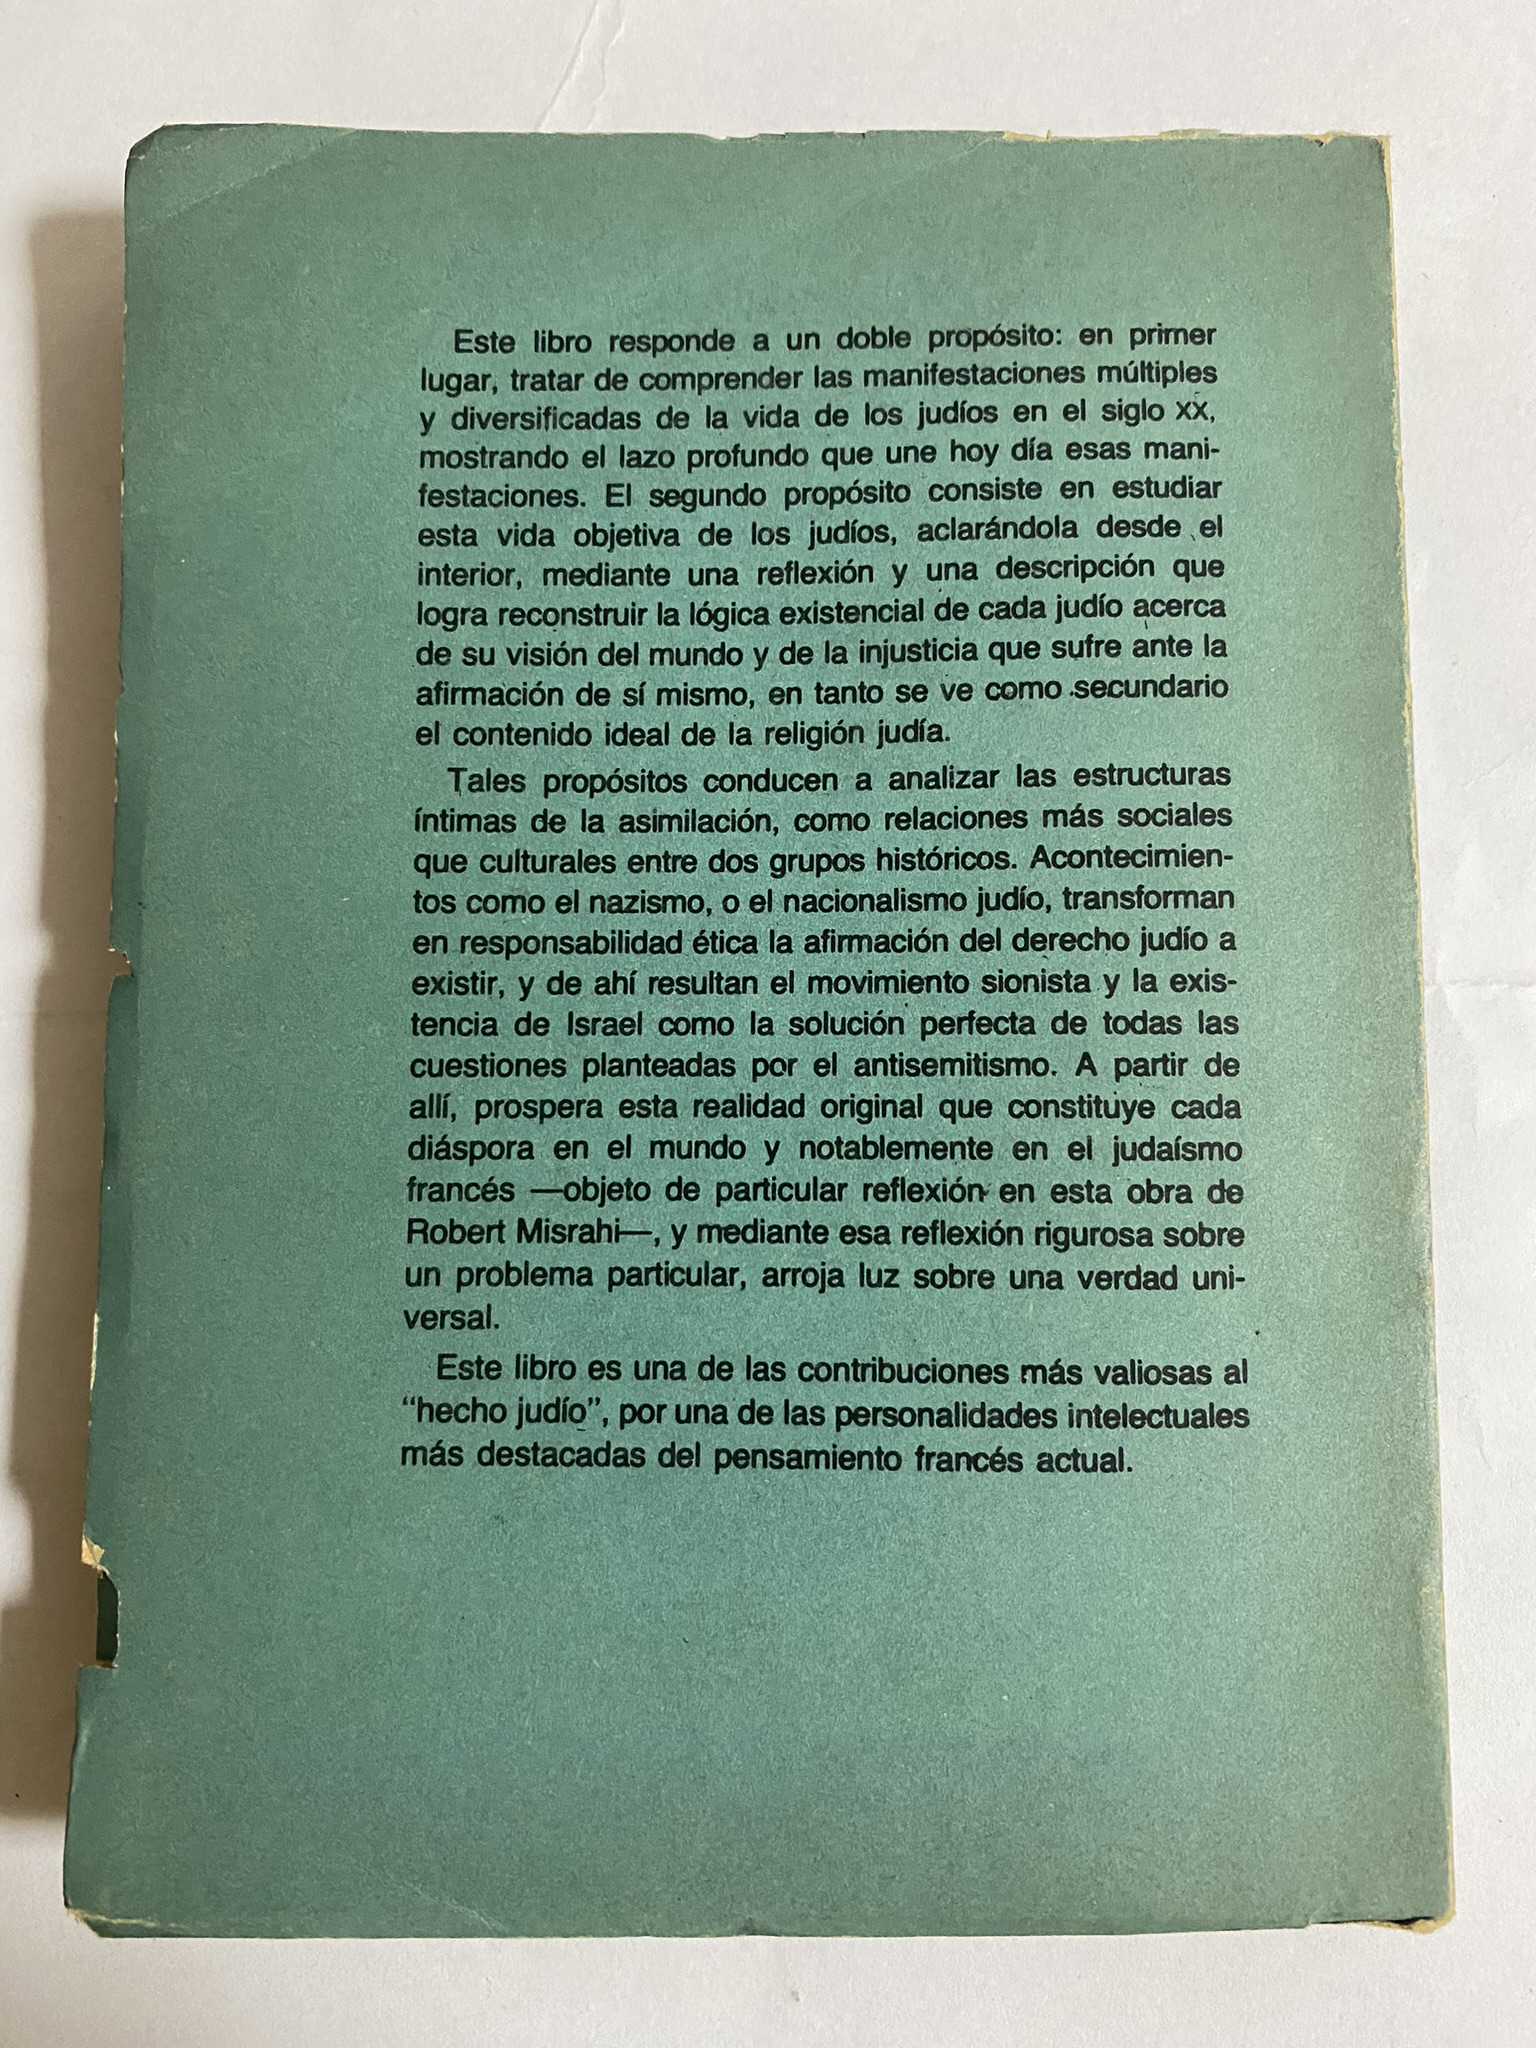 Este libro responde a un doble propósito: en primer
lugar, tratar de comprender las manifestaciones múltiples
y diversificadas de la vida de los judíos en el siglo XX,
mostrando el lazo profundo que une hoy día esas mani-
festaciones. El segundo propósito consiste en estudiar
esta vida objetiva de los judíos, aclarándola desde el
interior, mediante una reflexión y una descripción que
logra reconstruir la lógica existencial de cada judío acerca
de su visión del mundo y de la injusticia que sufre ante la
afirmación de sí mismo, en tanto se ve como secundario
el contenido ideal de la religión judía.
Tales propósitos conducen a analizar las estructuras
íntimas de la asimilación, como relaciones más sociales
que culturales entre dos grupos históricos. Acontecimien-
tos como el nazismo, o el nacionalismo judío, transforman
en responsabilidad ética la afirmación del derecho judío a
existir, y de ahí resultan el movimiento sionista y la exis-
tencia de Israel como la solución perfecta de todas las
cuestiones planteadas por el antisemitismo. A partir de
allí, prospera esta realidad original que constituye cada
diáspora en el mundo y notablemente en el judaísmo
francés —objeto de particular reflexión en esta obra de
Robert Misrahi—, y mediante esa reflexión rigurosa sobre
un problema particular, arroja luz sobre una verdad uni-
versal.
Este libro es una de las contribuciones más valiosas al
“hecho judío”, por una de las personalidades intelectuales
más destacadas del pensamiento francés actual.